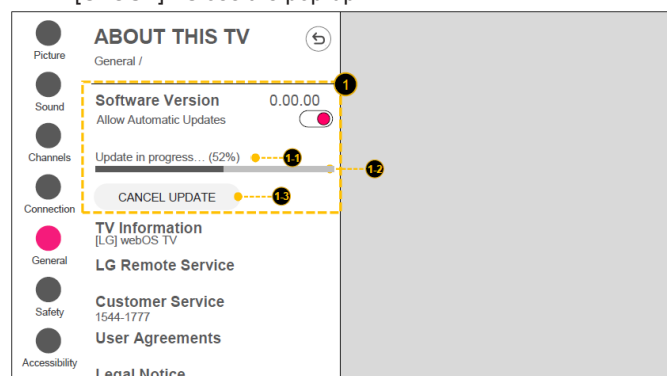 Picture
Sound
Channels
Connection
General
Safety
Accessibility
ABOUT THIS TV
General /
Software Version 0.00.00
Allow Automatic Updates
Update in progress... (52%)
CANCEL UPDATE
1
1-1
1-2
1-3
TV Information
[LG] webOS TV
LG Remote Service
Customer Service
1544-1777
User Agreements
Legal Notice